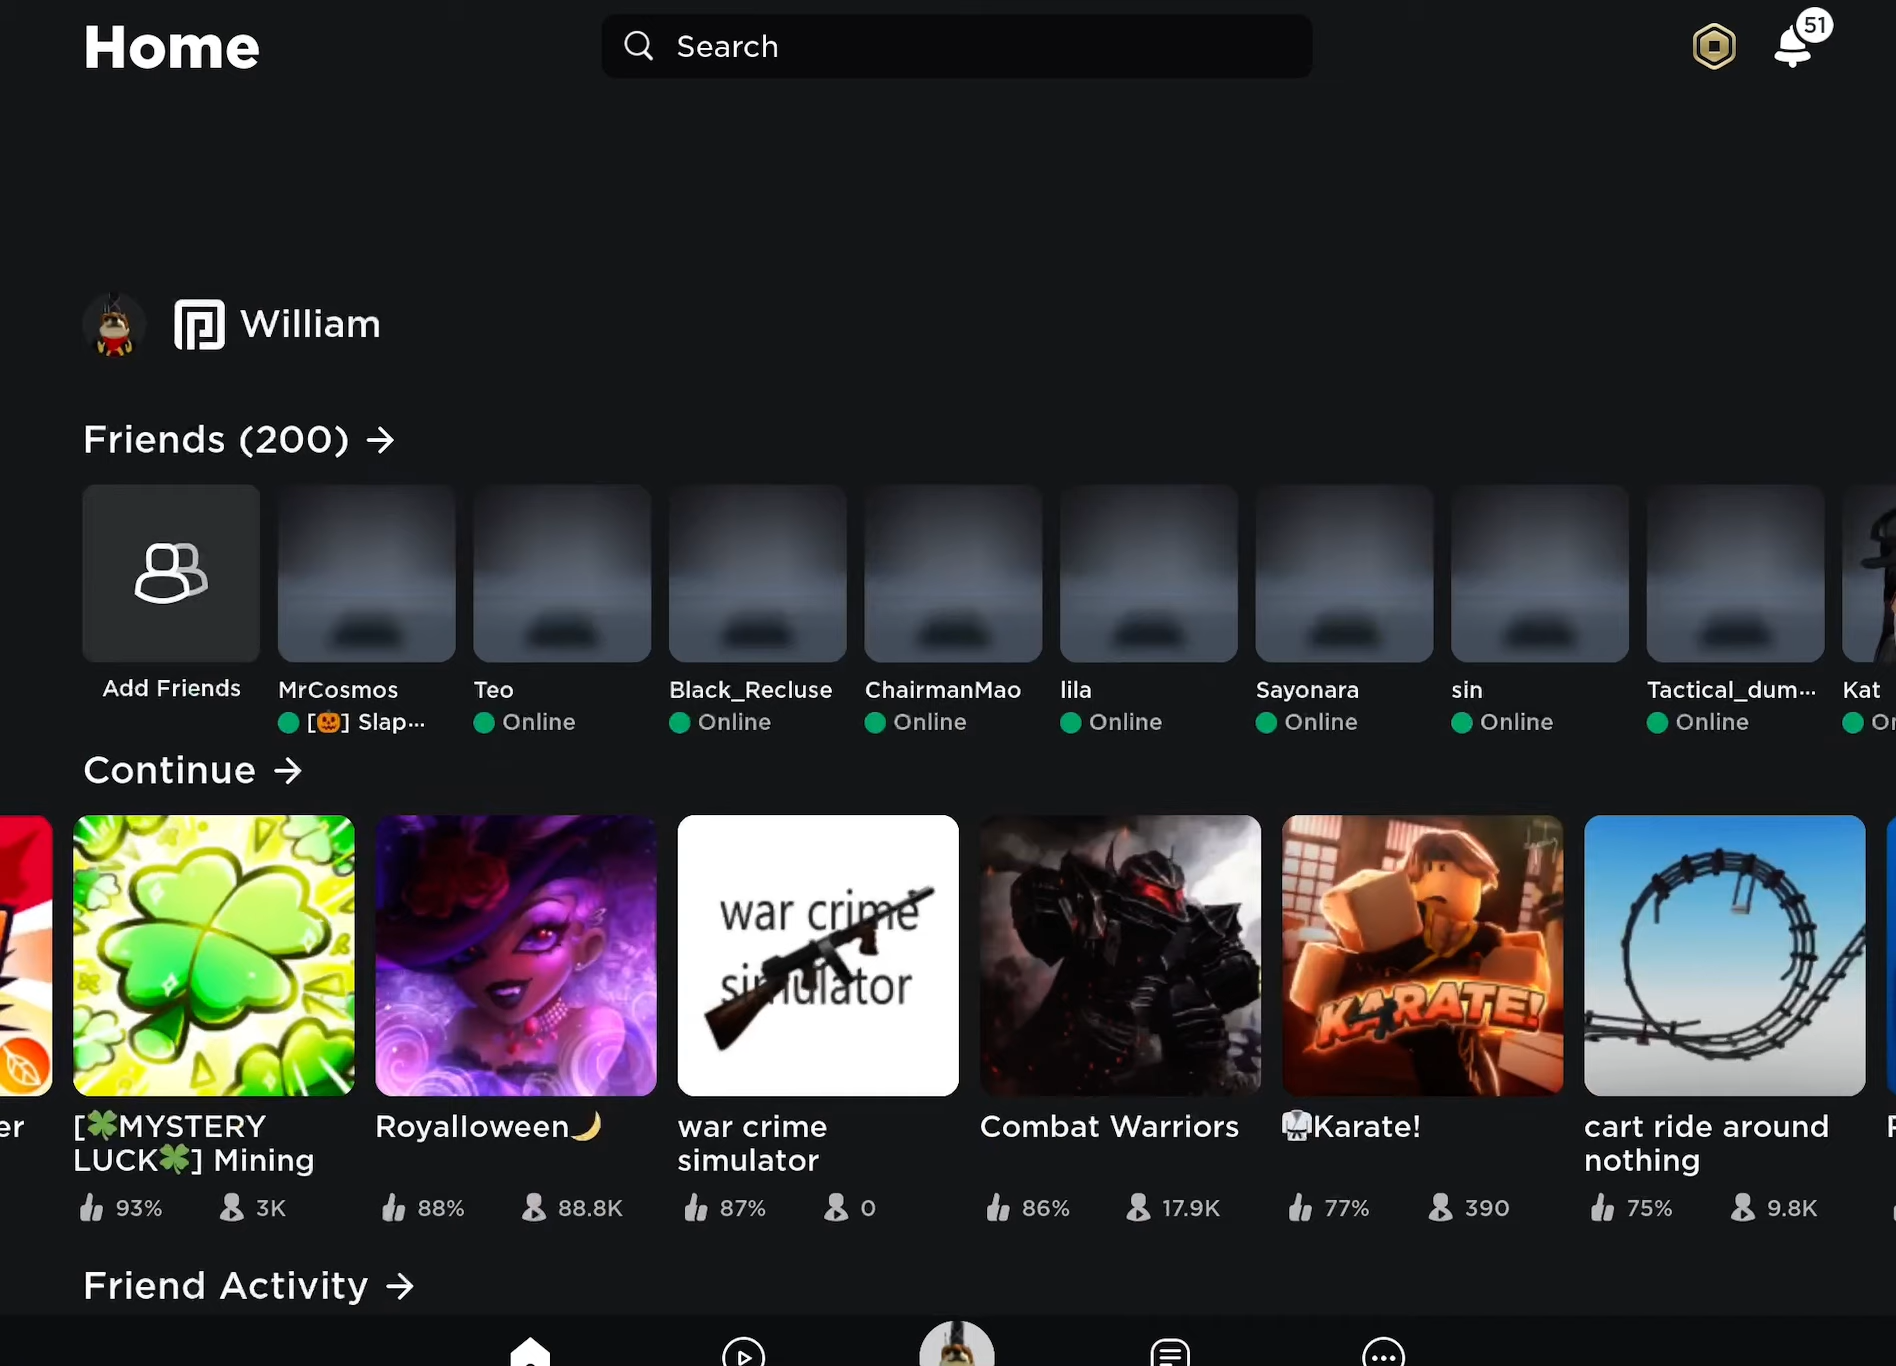 Home
Search
51
William
Friends (200) →
Add Friends
MrCosmos
[🎃] Slap...
Teo
Online
Black_Recluse
Online
ChairmanMao
Online
lila
Online
Sayonara
Online
sin
Online
Tactical_dum...
Online
Kat
Or
Continue →
er
[🍀MYSTERY
LUCK🍀] Mining
93%
3K
Royalloween🌙
88%
88.8K
war crime
simulator
war crime
simulator
87%
0
Combat Warriors
86%
17.9K
KARATE!
🥋Karate!
77%
390
cart ride around
nothing
75%
9.8K
Friend Activity →